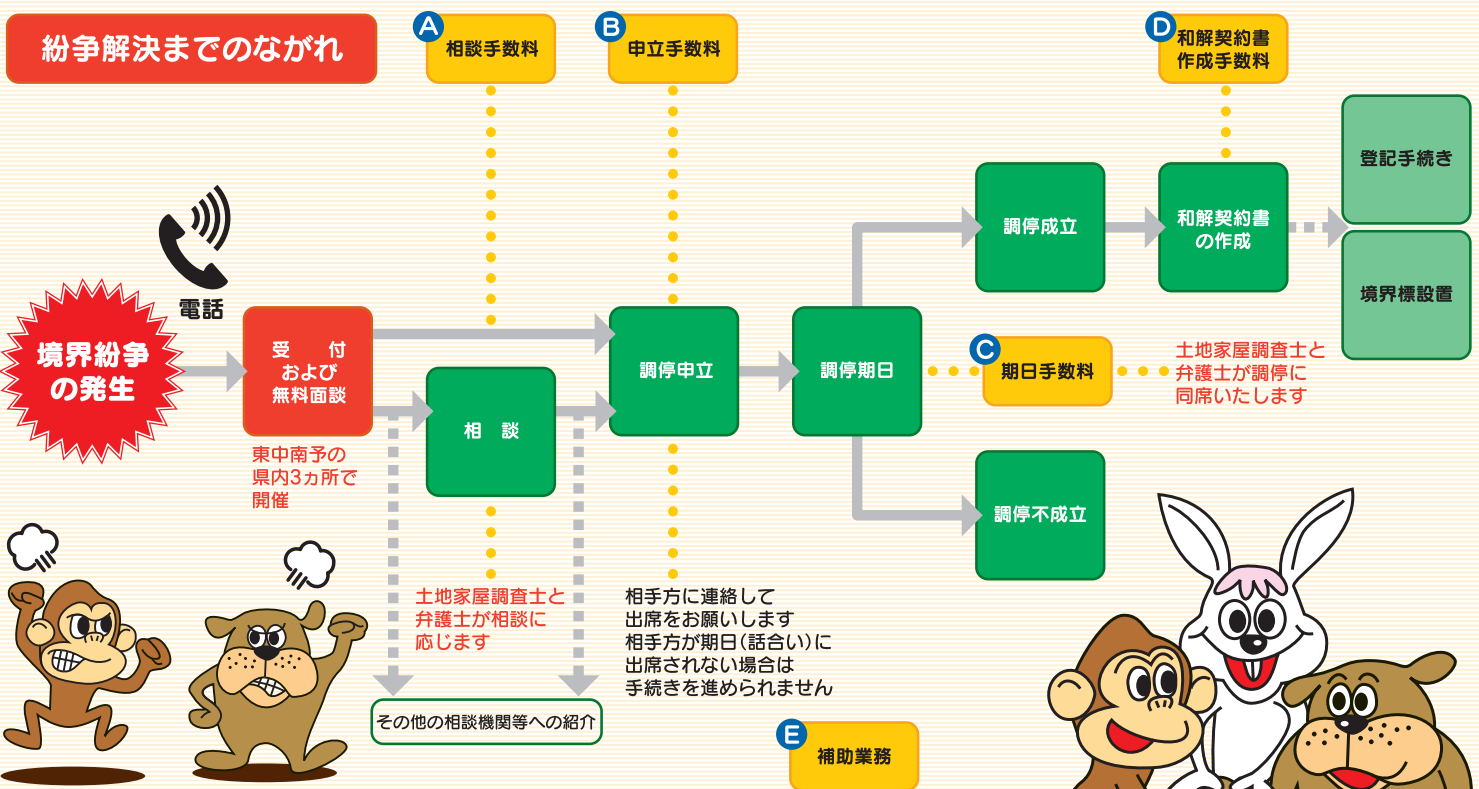 紛争解決までのながれ
A
相談手数料
B
申立手数料
D
和解契約書
作成手数料
電話
境界紛争
の発生
受　付
および
無料面談
東中南予の
県内3ヵ所で
開催
相　談
土地家屋調査士と
弁護士が相談に
応じます
その他の相談機関等への紹介
調停申立
相手方に連絡して
出席をお願いします
相手方が期日（話合い）に
出席されない場合は
手続きを進められません
調停期日
C
期日手数料
土地家屋調査士と
弁護士が調停に
同席いたします
調停成立
和解契約書
の作成
登記手続き
境界標設置
調停不成立
E
補助業務